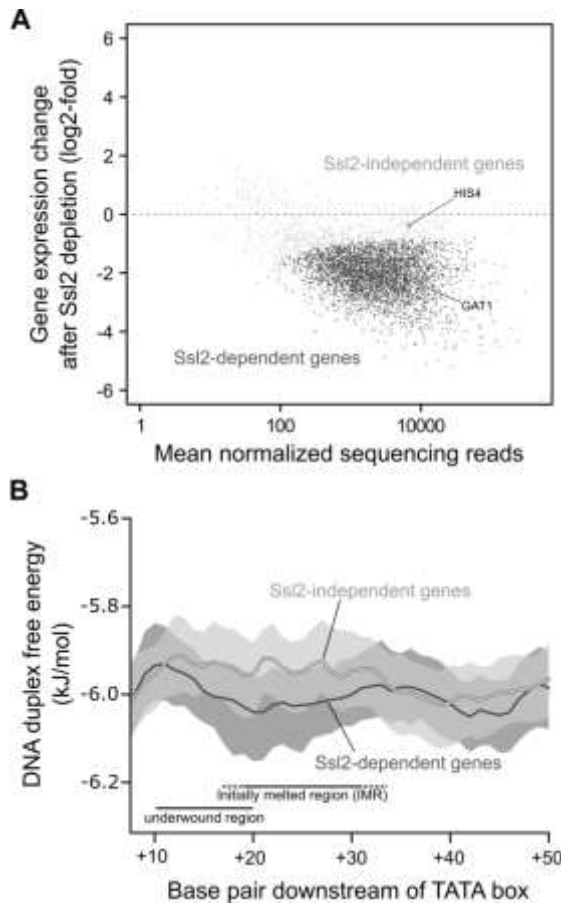 A
Gene expression change
after Ssl2 depletion (log2-fold)
6
4
2
0
-2
-4
-6
Ssl2-independent genes
HIS4
GAT1
Ssl2-dependent genes
1
100
10000
Mean normalized sequencing reads
B
DNA duplex free energy
(kJ/mol)
-5.6
-5.8
-6.0
-6.2
Ssl2-independent genes
Ssl2-dependent genes
Initially melted region (IMR)
underwound region
+10
+20
+30
+40
+50
Base pair downstream of TATA box